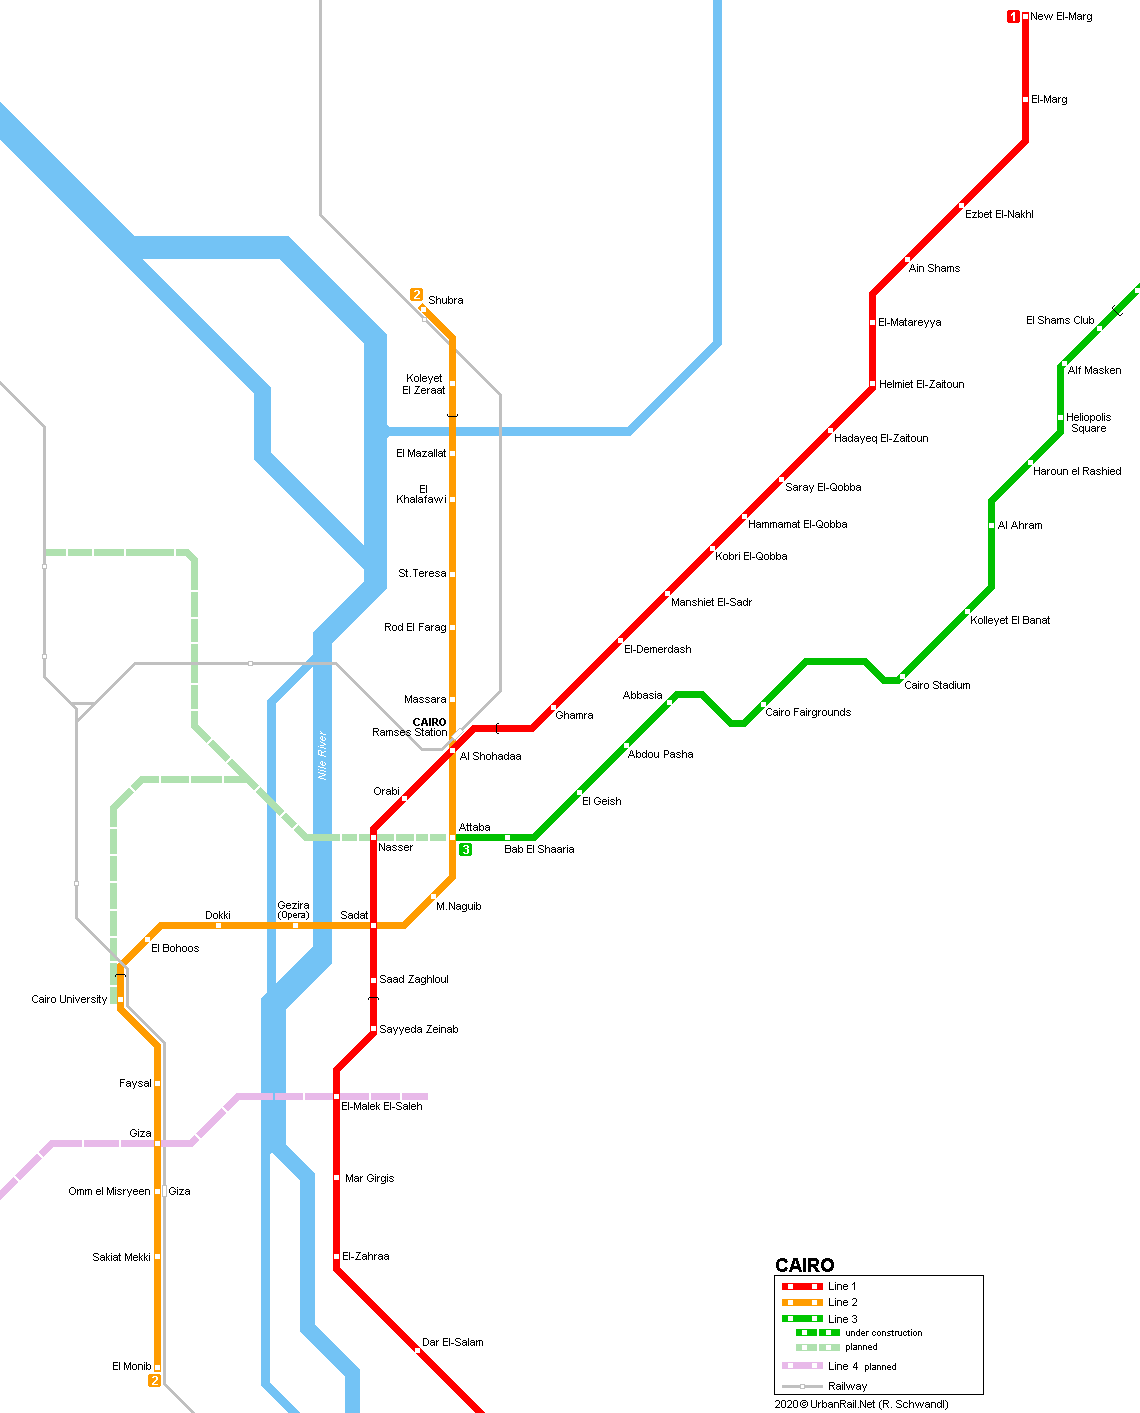 1 New El-Marg
El-Marg
Ezbet El-Nakhl
Ain Shams
2
Shubra
El-Matareyya
El Shams Club
Alf Masken
Koleyet
El Zeraat
Helmiet El-Zaitoun
Heliopolis
Square
Hadayeq El-Zaitoun
El Mazallat
Haroun el Rashied
Saray El-Qobba
El
Khalafawi
Hammamat El-Qobba
Al Ahram
Kobri El-Qobba
St.Teresa
Manshiet El-Sadr
Kolleyet El Banat
Rod El Farag
El-Demerdash
Cairo Stadium
Massara
Abbasia
Ghamra
Cairo Fairgrounds
CAIRO
Ramses Station
Nile River
Al Shohadaa
Abdou Pasha
Orabi
El Geish
Attaba
Nasser
3
Bab El Shaaria
M.Naguib
Gezira
(Opera)
Dokki
Sadat
El Bohoos
Saad Zaghloul
Cairo University
Sayyeda Zeinab
Faysal
El-Malek El-Saleh
Giza
Mar Girgis
Omm el Misryeen
Giza
Sakiat Mekki
El-Zahraa
Dar El-Salam
El Monib
2
CAIRO
Line 1
Line 2
Line 3
under construction
planned
Line 4 planned
Railway
2020 © UrbanRail.Net (R. Schwandl)